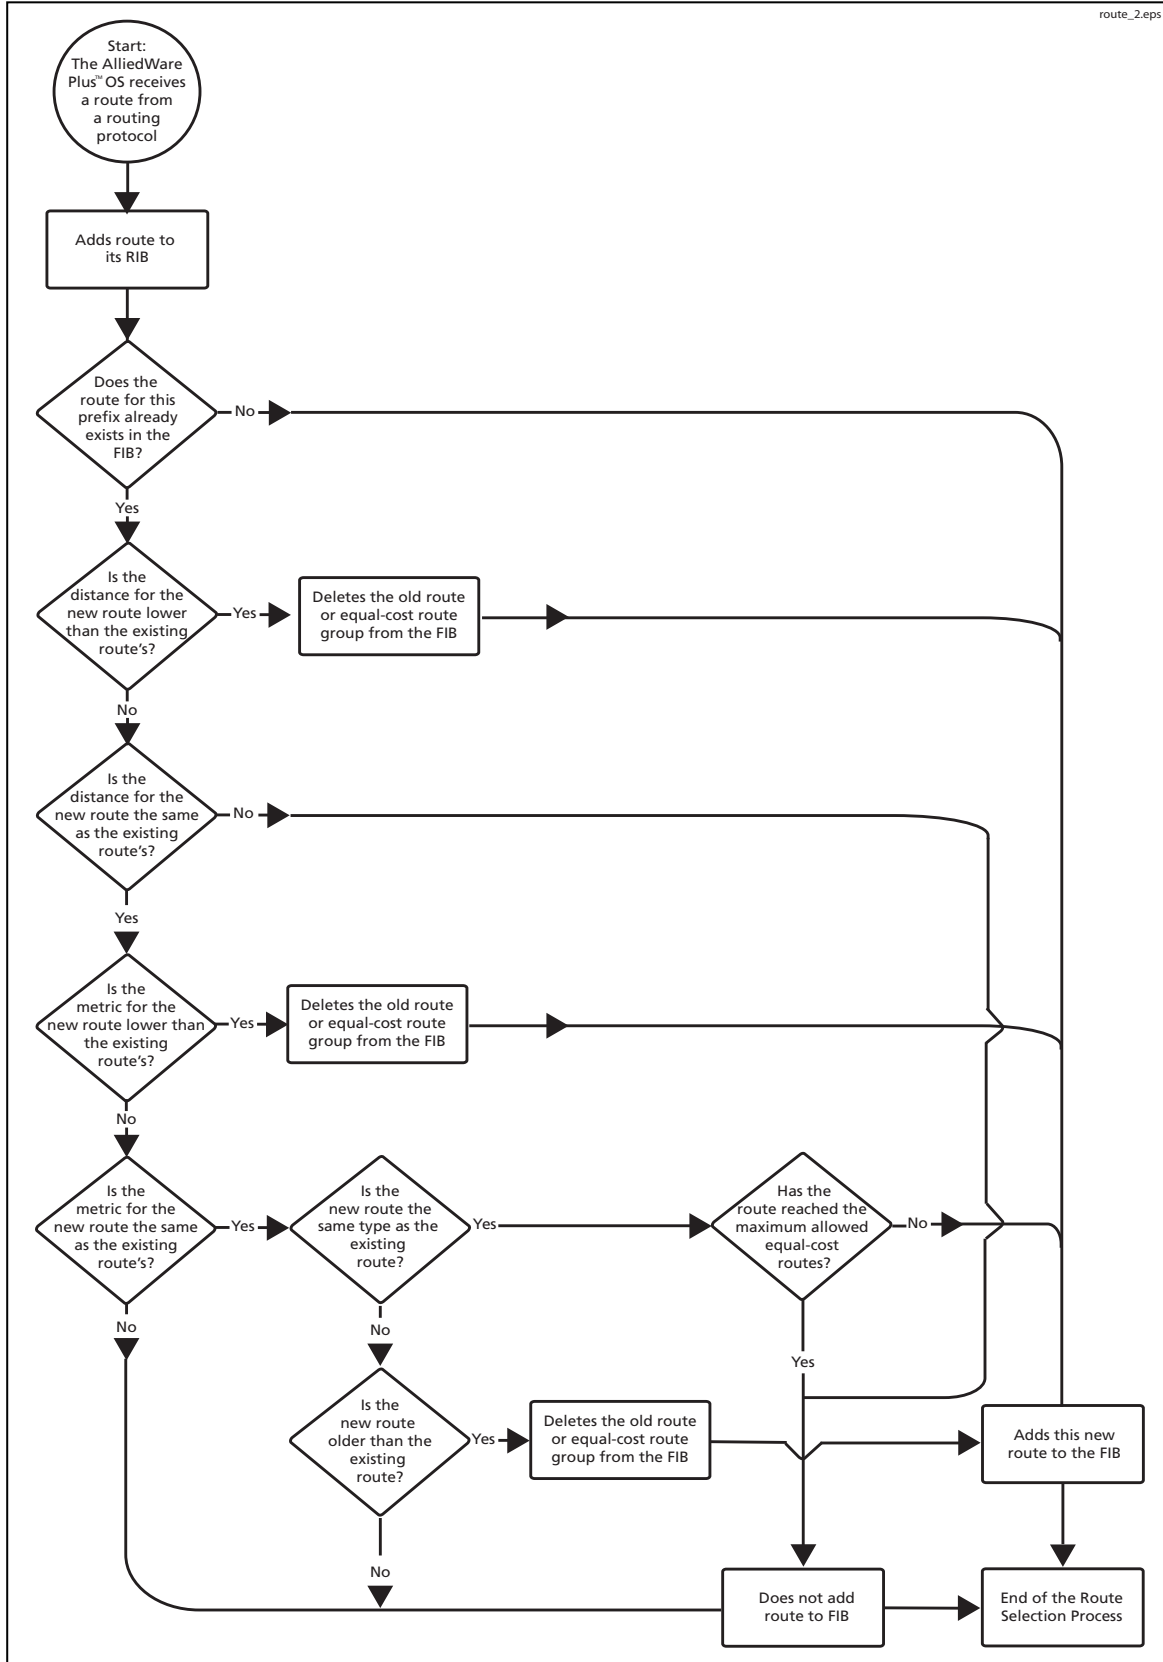 route_2.eps
Start:
The AlliedWare
Plus™ OS receives
a route from
a routing
protocol
Adds route to
its RIB
Does the
route for this
prefix already
exists in the
FIB?
No
Yes
Is the
distance for the
new route lower
than the existing
route's?
Yes
Deletes the old route
or equal-cost route
group from the FIB
No
Is the
distance for the
new route the same
as the existing
route's?
No
Yes
Is the
metric for the
new route lower than
the existing
route's?
Yes
Deletes the old route
or equal-cost route
group from the FIB
No
Is the
metric for the
new route the same
as the existing
route's?
Yes
Is the
new route the
same type as the
existing
route?
Yes
Has the
route reached the
maximum allowed
equal-cost
routes?
No
No
No
Yes
Is the
new route
older than the
existing
route?
Yes
Deletes the old route
or equal-cost route
group from the FIB
Adds this new
route to the FIB
No
Does not add
route to FIB
End of the Route
Selection Process